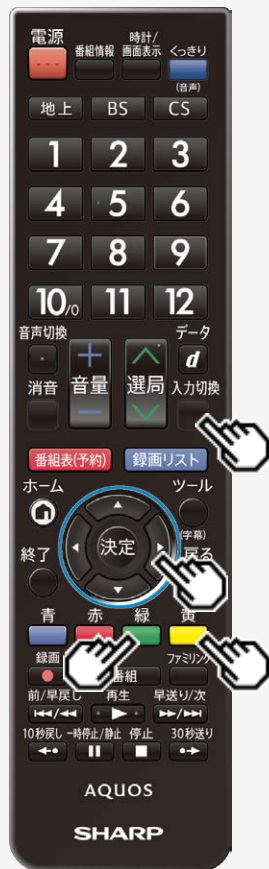 電源
番組情報
時計/
画面表示
くっきり
(音声)
地上 BS CS
1 2 3
4 5 6
7 8 9
10/0 11 12
音声切換
データ
+
d
消音 音量 選局 入力切換
−
番組表(予約) 録画リスト
ホーム ツール
(字幕)
終了 決定 戻る
青 赤 緑 黄
録画
番組
ファミリンク
前/早戻し 再生 早送り/次
10秒戻し 一時停止/静止 停止 30秒送り
AQUOS
SHARP